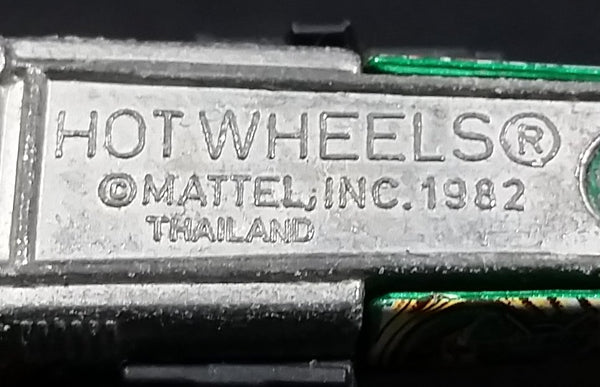 HOT WHEELS®
©MATTEL, INC. 1982
THAILAND